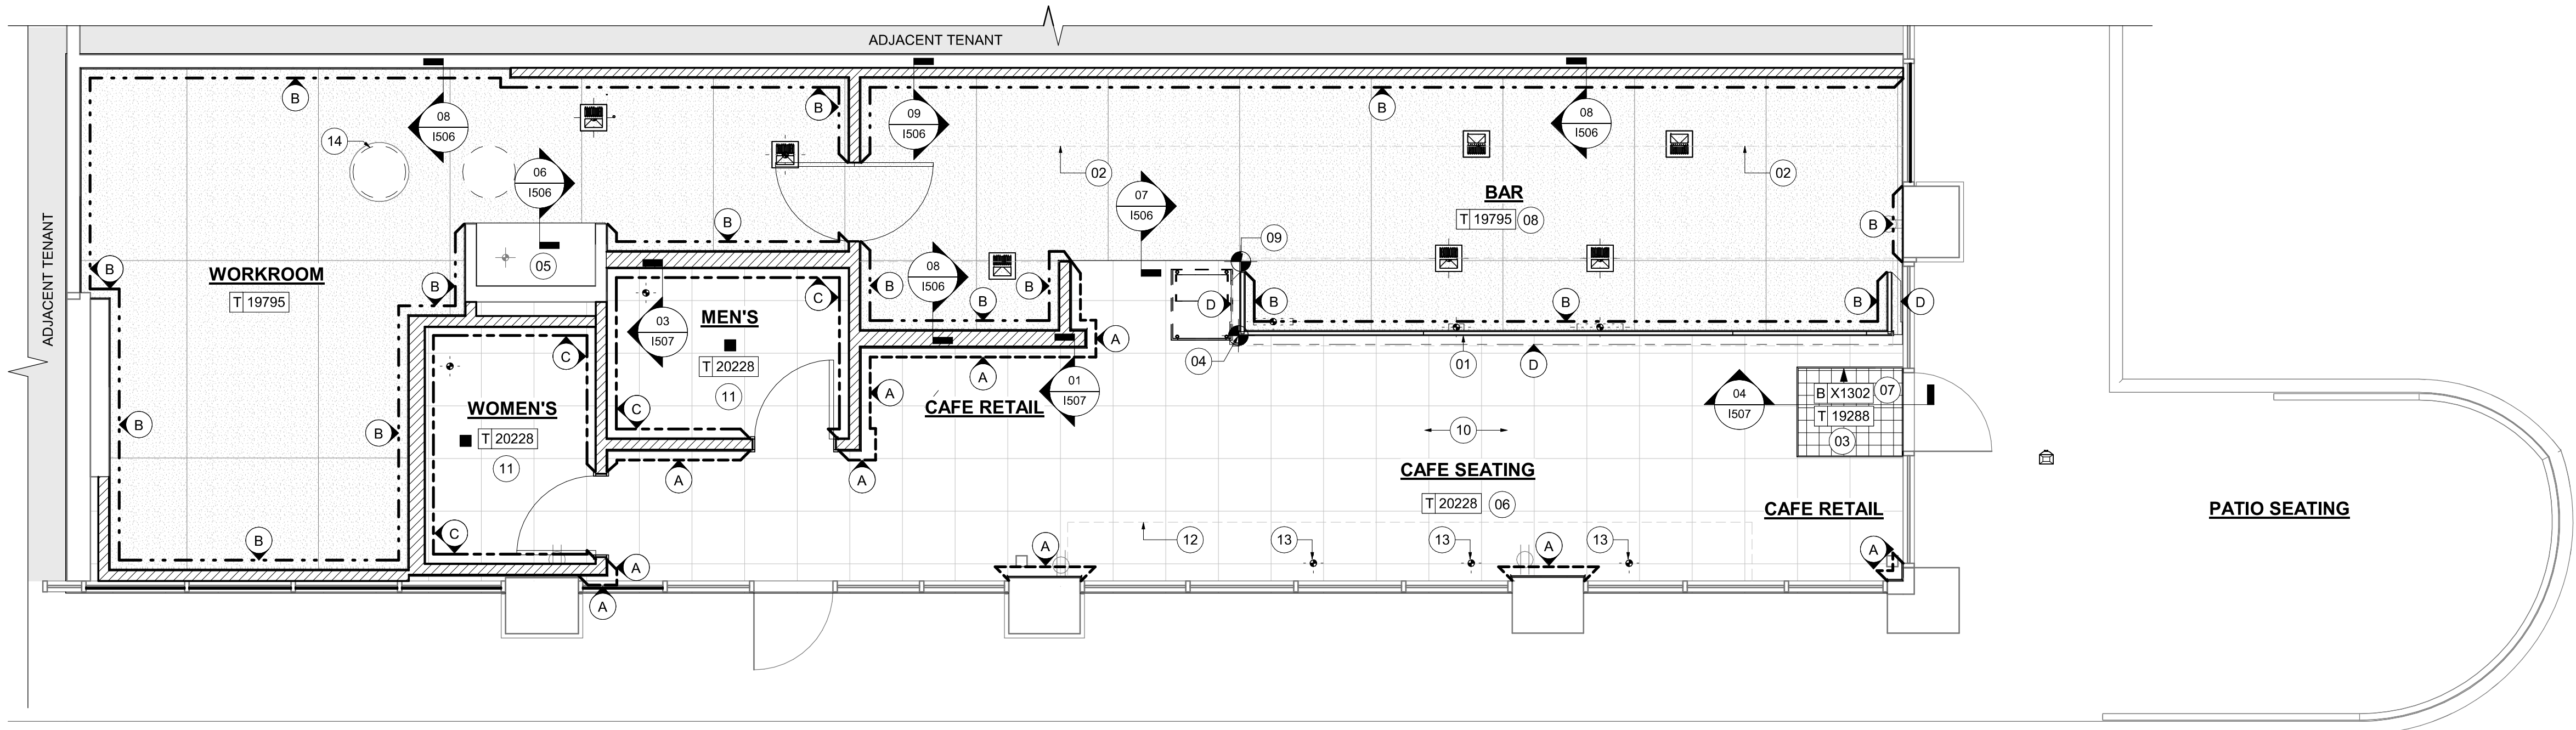 ADJACENT TENANT
ADJACENT TENANT
B
08
I506
B
09
I506
B
08
I506
14
06
I506
02
02
07
I506
BAR
T 19795
08
B
B
09
B
WORKROOM
T 19795
05
08
I506
B
B
B
B
C
B
D
B
B
B
D
03
I507
MEN'S
T 20228
11
A
04
01
D
C
A
01
I507
04
I507
B X1302
07
T 19288
03
A
CAFE RETAIL
WOMEN'S
T 20228
11
C
B
B
10
A
A
CAFE SEATING
T 20228
06
CAFE RETAIL
PATIO SEATING
C
B
12
13
13
13
A
A
A
A
A